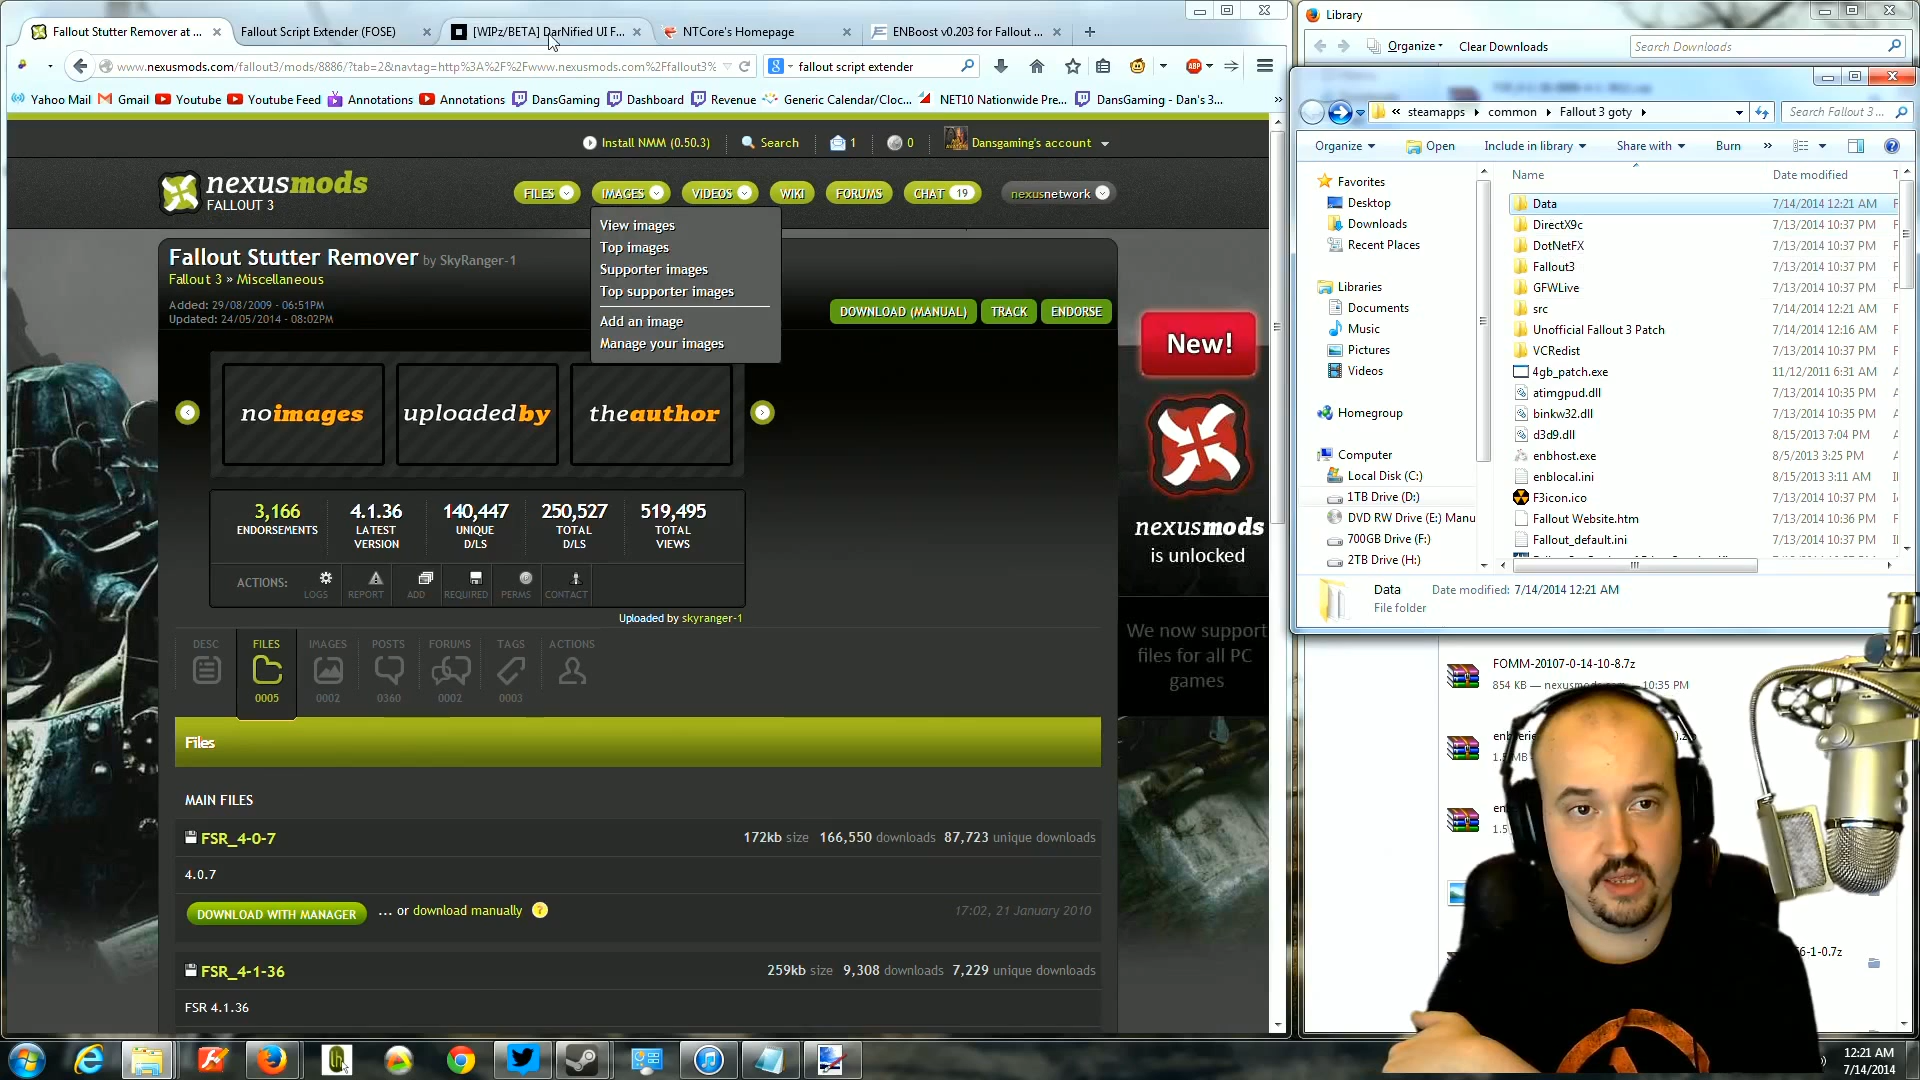 Fallout Stutter Remover at ...
Fallout Script Extender (FOSE)
[WIPz/BETA] DarNified UI F...
NTCore's Homepage
ENBoost v0.203 for Fallout ...
www.nexusmods.com/fallout3/mods/8886/?tab=2&navtag=http%3A%2F%2Fwww.nexusmods.com%2Ffallout3%
fallout script extender
Yahoo Mail
Gmail
Youtube
Youtube Feed
Annotations
Annotations
DansGaming
Dashboard
Revenue
Generic Calendar/Cloc...
NET10 Nationwide Pre...
DansGaming - Dan's 3...
Install NMM (0.50.3)
Search
1
0
Dansgaming's account
nexusmods
FALLOUT 3
FILES
IMAGES
VIDEOS
WIKI
FORUMS
CHAT 19
nexusnetwork
View images
Top images
Supporter images
Top supporter images
Add an image
Manage your images
Fallout Stutter Remover by SkyRanger-1
Fallout 3 » Miscellaneous
Added: 29/08/2009 - 06:51PM
Updated: 24/05/2014 - 08:02PM
DOWNLOAD (MANUAL)
TRACK
ENDORSE
noimages
uploadedby
theauthor
3,166
ENDORSEMENTS
4.1.36
LATEST
VERSION
140,447
UNIQUE
D/LS
250,527
TOTAL
D/LS
519,495
TOTAL
VIEWS
ACTIONS:
LOGS
REPORT
ADD
REQUIRED
PERMS
CONTACT
Uploaded by skyranger-1
DESC
FILES
0005
IMAGES
0002
POSTS
0360
FORUMS
0002
TAGS
0003
ACTIONS
Files
MAIN FILES
FSR_4-0-7
172kb size 166,550 downloads 87,723 unique downloads
4.0.7
DOWNLOAD WITH MANAGER
... or download manually
?
17:02, 21 January 2010
FSR_4-1-36
259kb size 9,308 downloads 7,229 unique downloads
FSR 4.1.36
New!
nexusmods
is unlocked
We now support
files for all PC
games
Library
Organize
Clear Downloads
Search Downloads
steamapps
common
Fallout 3 goty
Search Fallout 3 ...
Organize
Open
Include in library
Share with
Burn
Favorites
Desktop
Downloads
Recent Places
Libraries
Documents
Music
Pictures
Videos
Homegroup
Computer
Local Disk (C:)
1TB Drive (D:)
DVD RW Drive (E:) Manu
700GB Drive (F:)
2TB Drive (H:)
Name
Date modified
Data 7/14/2014 12:21 AM
DirectX9c 7/13/2014 10:37 PM
DotNetFX 7/13/2014 10:37 PM
Fallout3 7/13/2014 10:37 PM
GFWLive 7/13/2014 10:37 PM
src 7/14/2014 12:21 AM
Unofficial Fallout 3 Patch 7/14/2014 12:16 AM
VCRedist 7/13/2014 10:37 PM
4gb_patch.exe 11/12/2011 6:31 AM
atimgpud.dll 7/13/2014 10:35 PM
binkw32.dll 7/13/2014 10:35 PM
d3d9.dll 8/15/2013 7:04 PM
enbhost.exe 8/5/2013 3:25 PM
enblocal.ini 8/15/2013 3:11 AM
F3icon.ico 7/13/2014 10:37 PM
Fallout Website.htm 7/13/2014 10:36 PM
Fallout_default.ini 7/13/2014 10:35 PM
Data
Date modified: 7/14/2014 12:21 AM
File folder
FOMM-20107-0-14-10-8.7z
854 KB — nexusmods.com — 10:35 PM
12:21 AM
7/14/2014